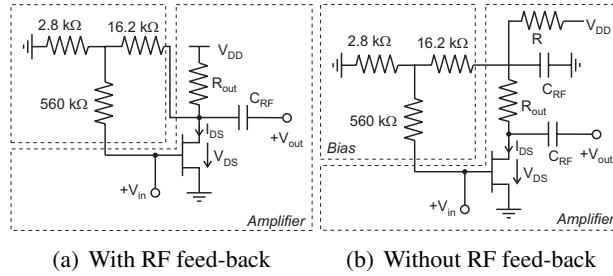 2.8 kΩ
16.2 kΩ
560 kΩ
V_DD
R_out
C_RF
+V_out
I_DS
V_DS
+V_in
Amplifier
(a) With RF feed-back
2.8 kΩ
16.2 kΩ
560 kΩ
Bias
R
V_DD
C_RF
R_out
I_DS
C_RF
+V_out
V_DS
+V_in
Amplifier
(b) Without RF feed-back